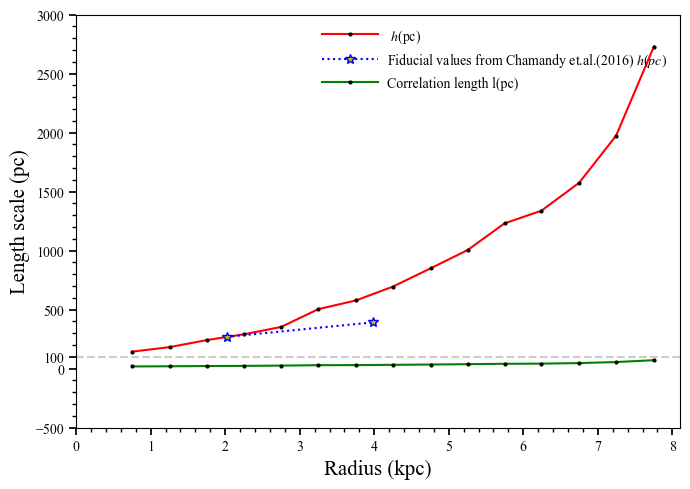 3000
h(pc)
Fiducial values from Chamandy et.al.(2016) h(pc)
Correlation length l(pc)
2500
2000
1500
1000
500
100
0
−500
Length scale (pc)
0 1 2 3 4 5 6 7 8
Radius (kpc)